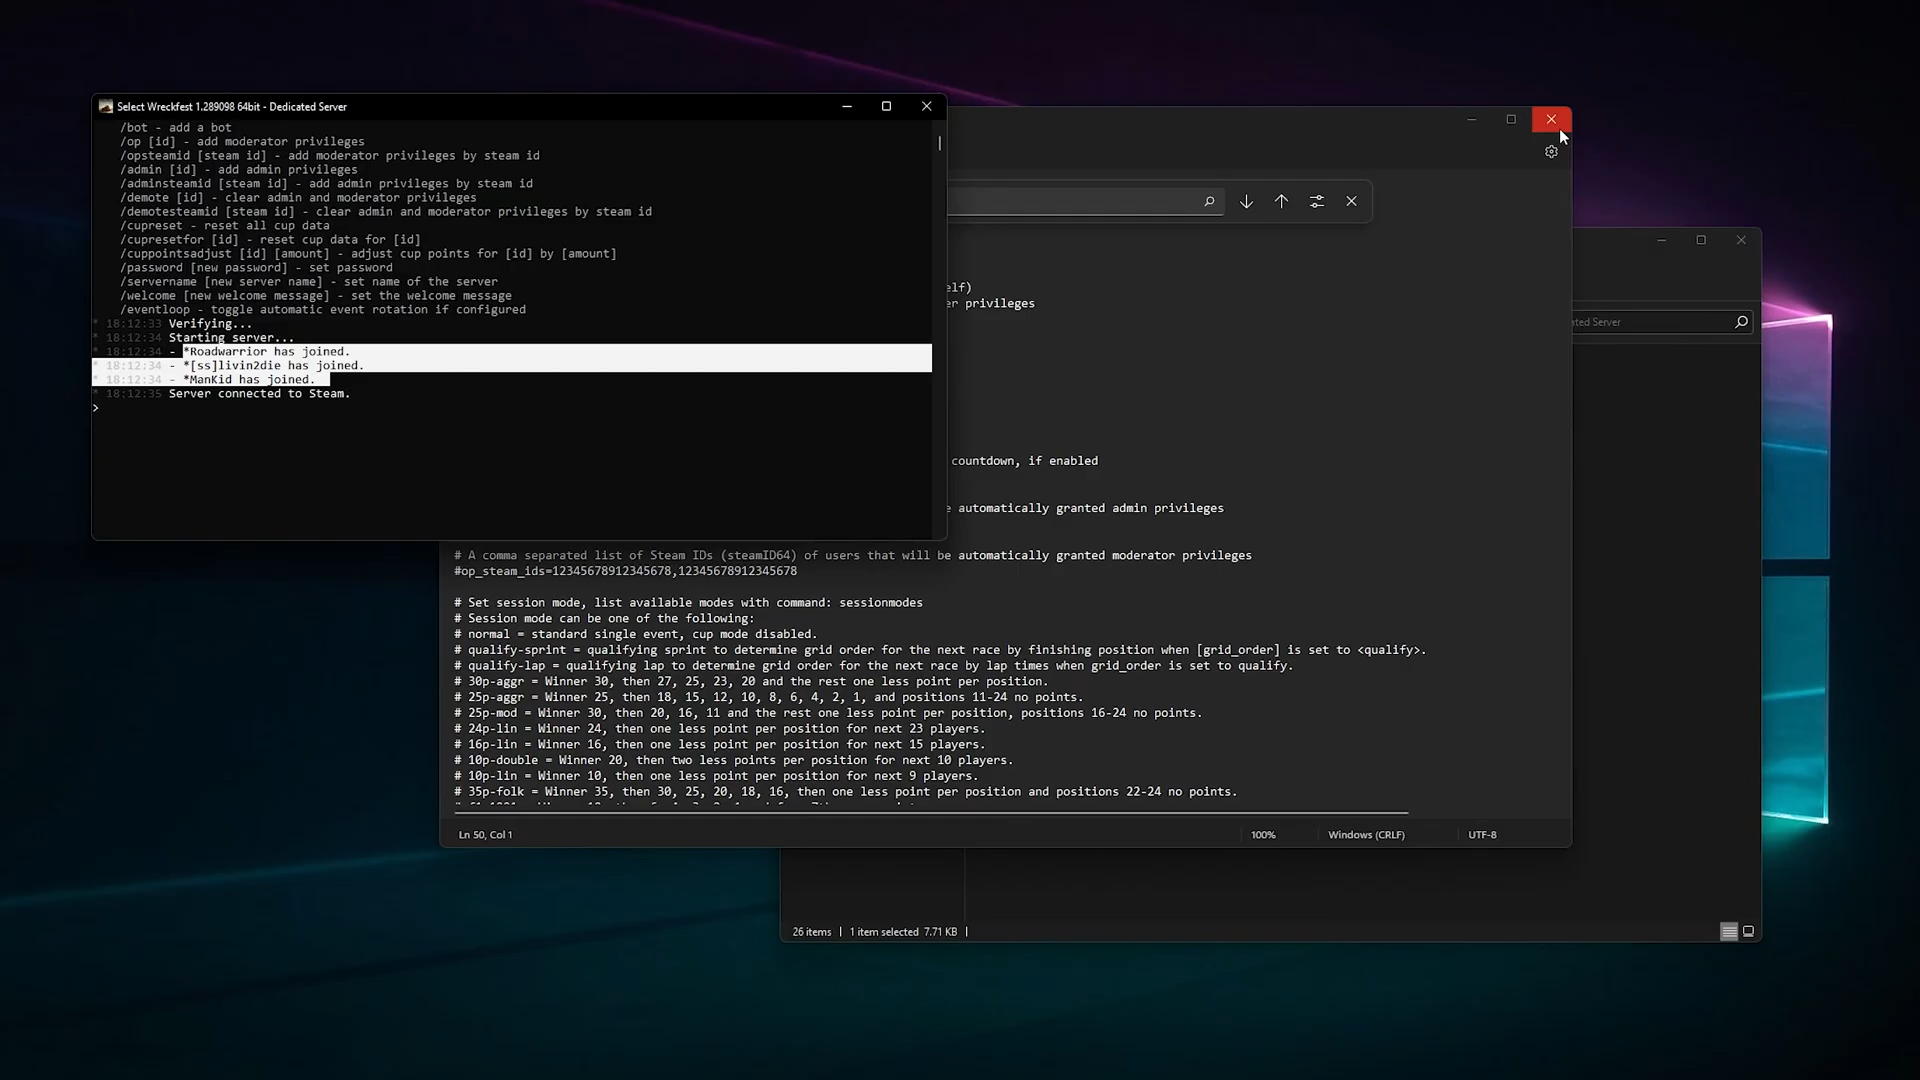 Select Wreckfest 1.289098 64bit - Dedicated Server
/bot - add a bot
/op [id] - add moderator privileges
/opsteamid [steam id] - add moderator privileges by steam id
/admin [id] - add admin privileges
/adminsteamid [steam id] - add admin privileges by steam id
/demote [id] - clear admin and moderator privileges
/demotesteamid [steam id] - clear admin and moderator privileges by steam id
/cupreset - reset all cup data
/cupresetfor [id] - reset cup data for [id]
/cuppointsadjust [id] [amount] - adjust cup points for [id] by [amount]
/password [new password] - set password
/servername [new server name] - set name of the server
/welcome [new welcome message] - set the welcome message
/eventloop - toggle automatic event rotation if configured
* 18:12:33 Verifying...
* 18:12:34 Starting server...
* 18:12:34 - *Roadwarrior has joined.
* 18:12:34 - *[ss]livin2die has joined.
* 18:12:34 - *ManKid has joined.
* 18:12:35 Server connected to Steam.
>
elf)
privileges
countdown, if enabled
automatically granted admin privileges
# A comma separated list of Steam IDs (steamID64) of users that will be automatically granted moderator privileges
#op_steam_ids=12345678912345678,12345678912345678
# Set session mode, list available modes with command: sessionmodes
# Session mode can be one of the following:
# normal = standard single event, cup mode disabled.
# qualify-sprint = qualifying sprint to determine grid order for the next race by finishing position when [grid_order] is set to <qualify>.
# qualify-lap = qualifying lap to determine grid order for the next race by lap times when grid_order is set to qualify.
# 30p-aggr = Winner 30, then 27, 25, 23, 20 and the rest one less point per position.
# 25p-aggr = Winner 25, then 18, 15, 12, 10, 8, 6, 4, 2, 1, and positions 11-24 no points.
# 25p-mod = Winner 30, then 20, 16, 11 and the rest one less point per position, positions 16-24 no points.
# 24p-lin = Winner 24, then one less point per position for next 23 players.
# 16p-lin = Winner 16, then one less point per position for next 15 players.
# 10p-double = Winner 20, then two less points per position for next 10 players.
# 10p-lin = Winner 10, then one less point per position for next 9 players.
# 35p-folk = Winner 35, then 30, 25, 20, 18, 16, then one less point per position and positions 22-24 no points.
Ln 50, Col 1
100%
Windows (CRLF)
UTF-8
ated Server
26 items | 1 item selected 7.71 KB |